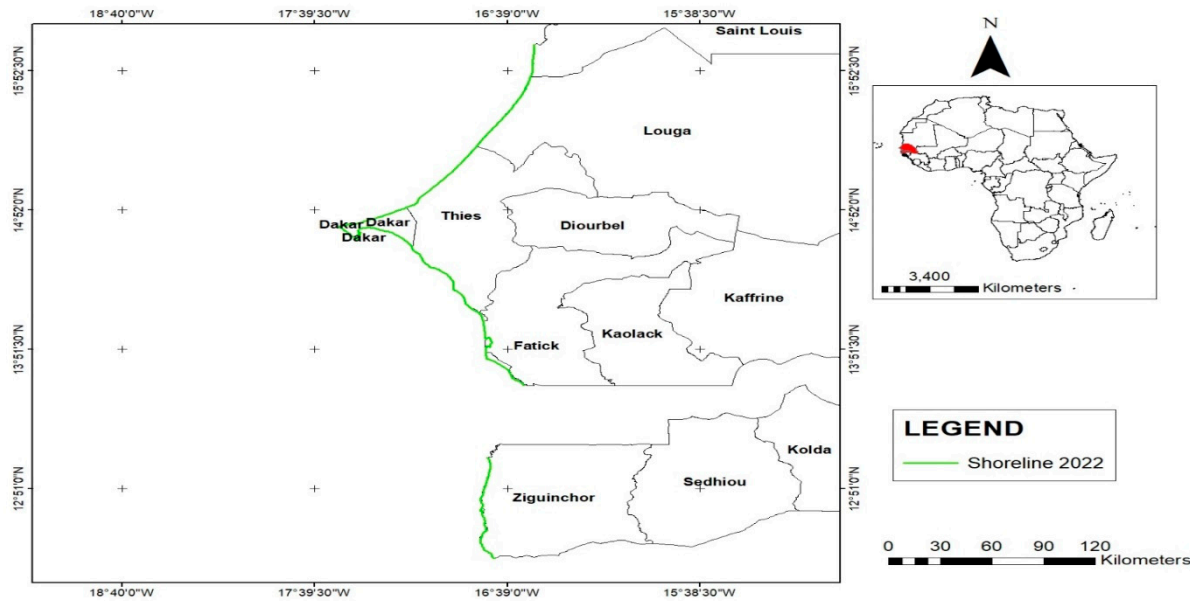 18°40'0"W 17°39'30"W 16°39'0"W 15°38'30"W
N
Saint Louis
15°52'30"N 15°52'30"N
Louga
14°52'0"N 14°52'0"N
Dakar Dakar Thies Diourbel
Dakar
3,400
Kilometers
Kaffrine
Kaolack
Fatick
13°51'30"N 13°51'30"N
LEGEND
Shoreline 2022
Kolda
Sedhiou
Ziguinchor
12°51'0"N 12°51'0"N
0 30 60 90 120
Kilometers
18°40'0"W 17°39'30"W 16°39'0"W 15°38'30"W